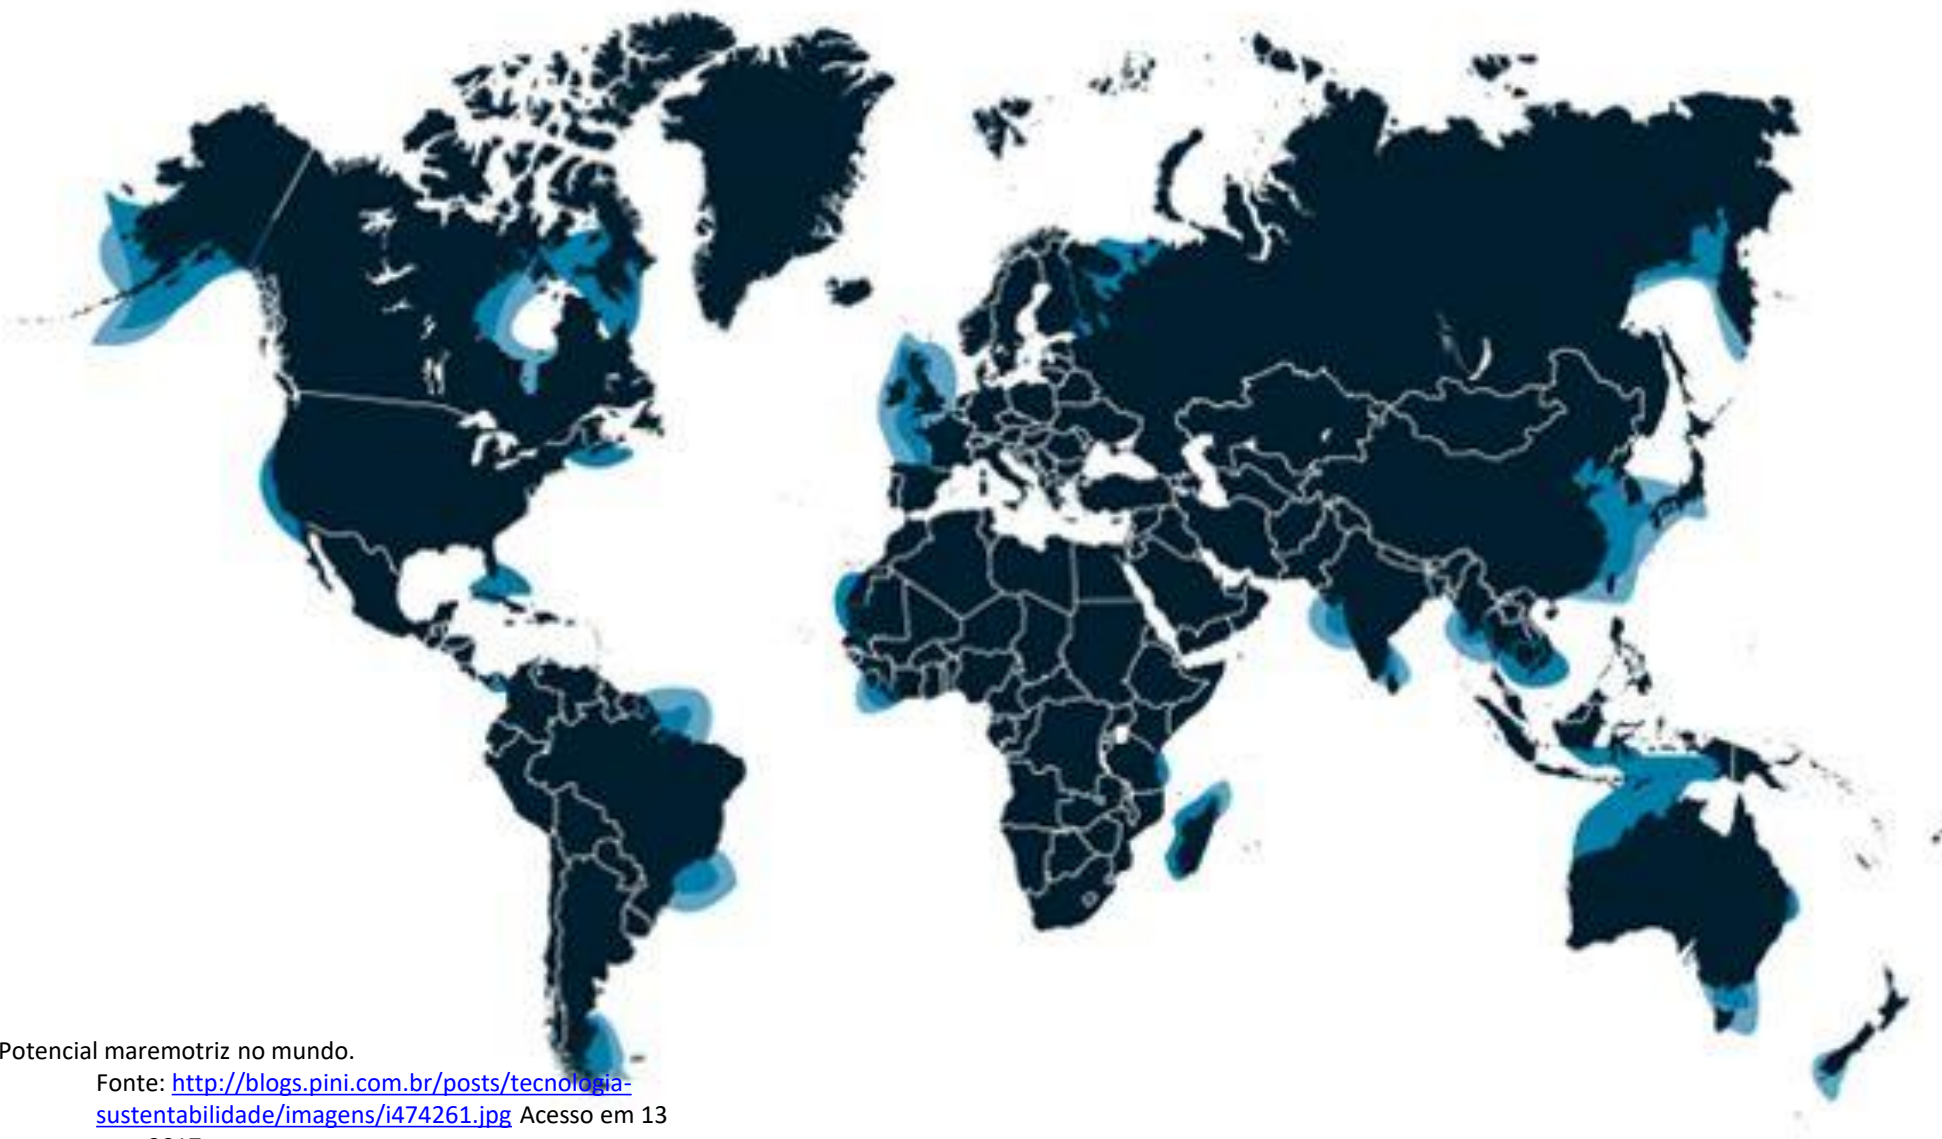 Potencial maremotriz no mundo.
Fonte: http://blogs.pini.com.br/posts/tecnologia-
sustentabilidade/imagens/i474261.jpg Acesso em 13